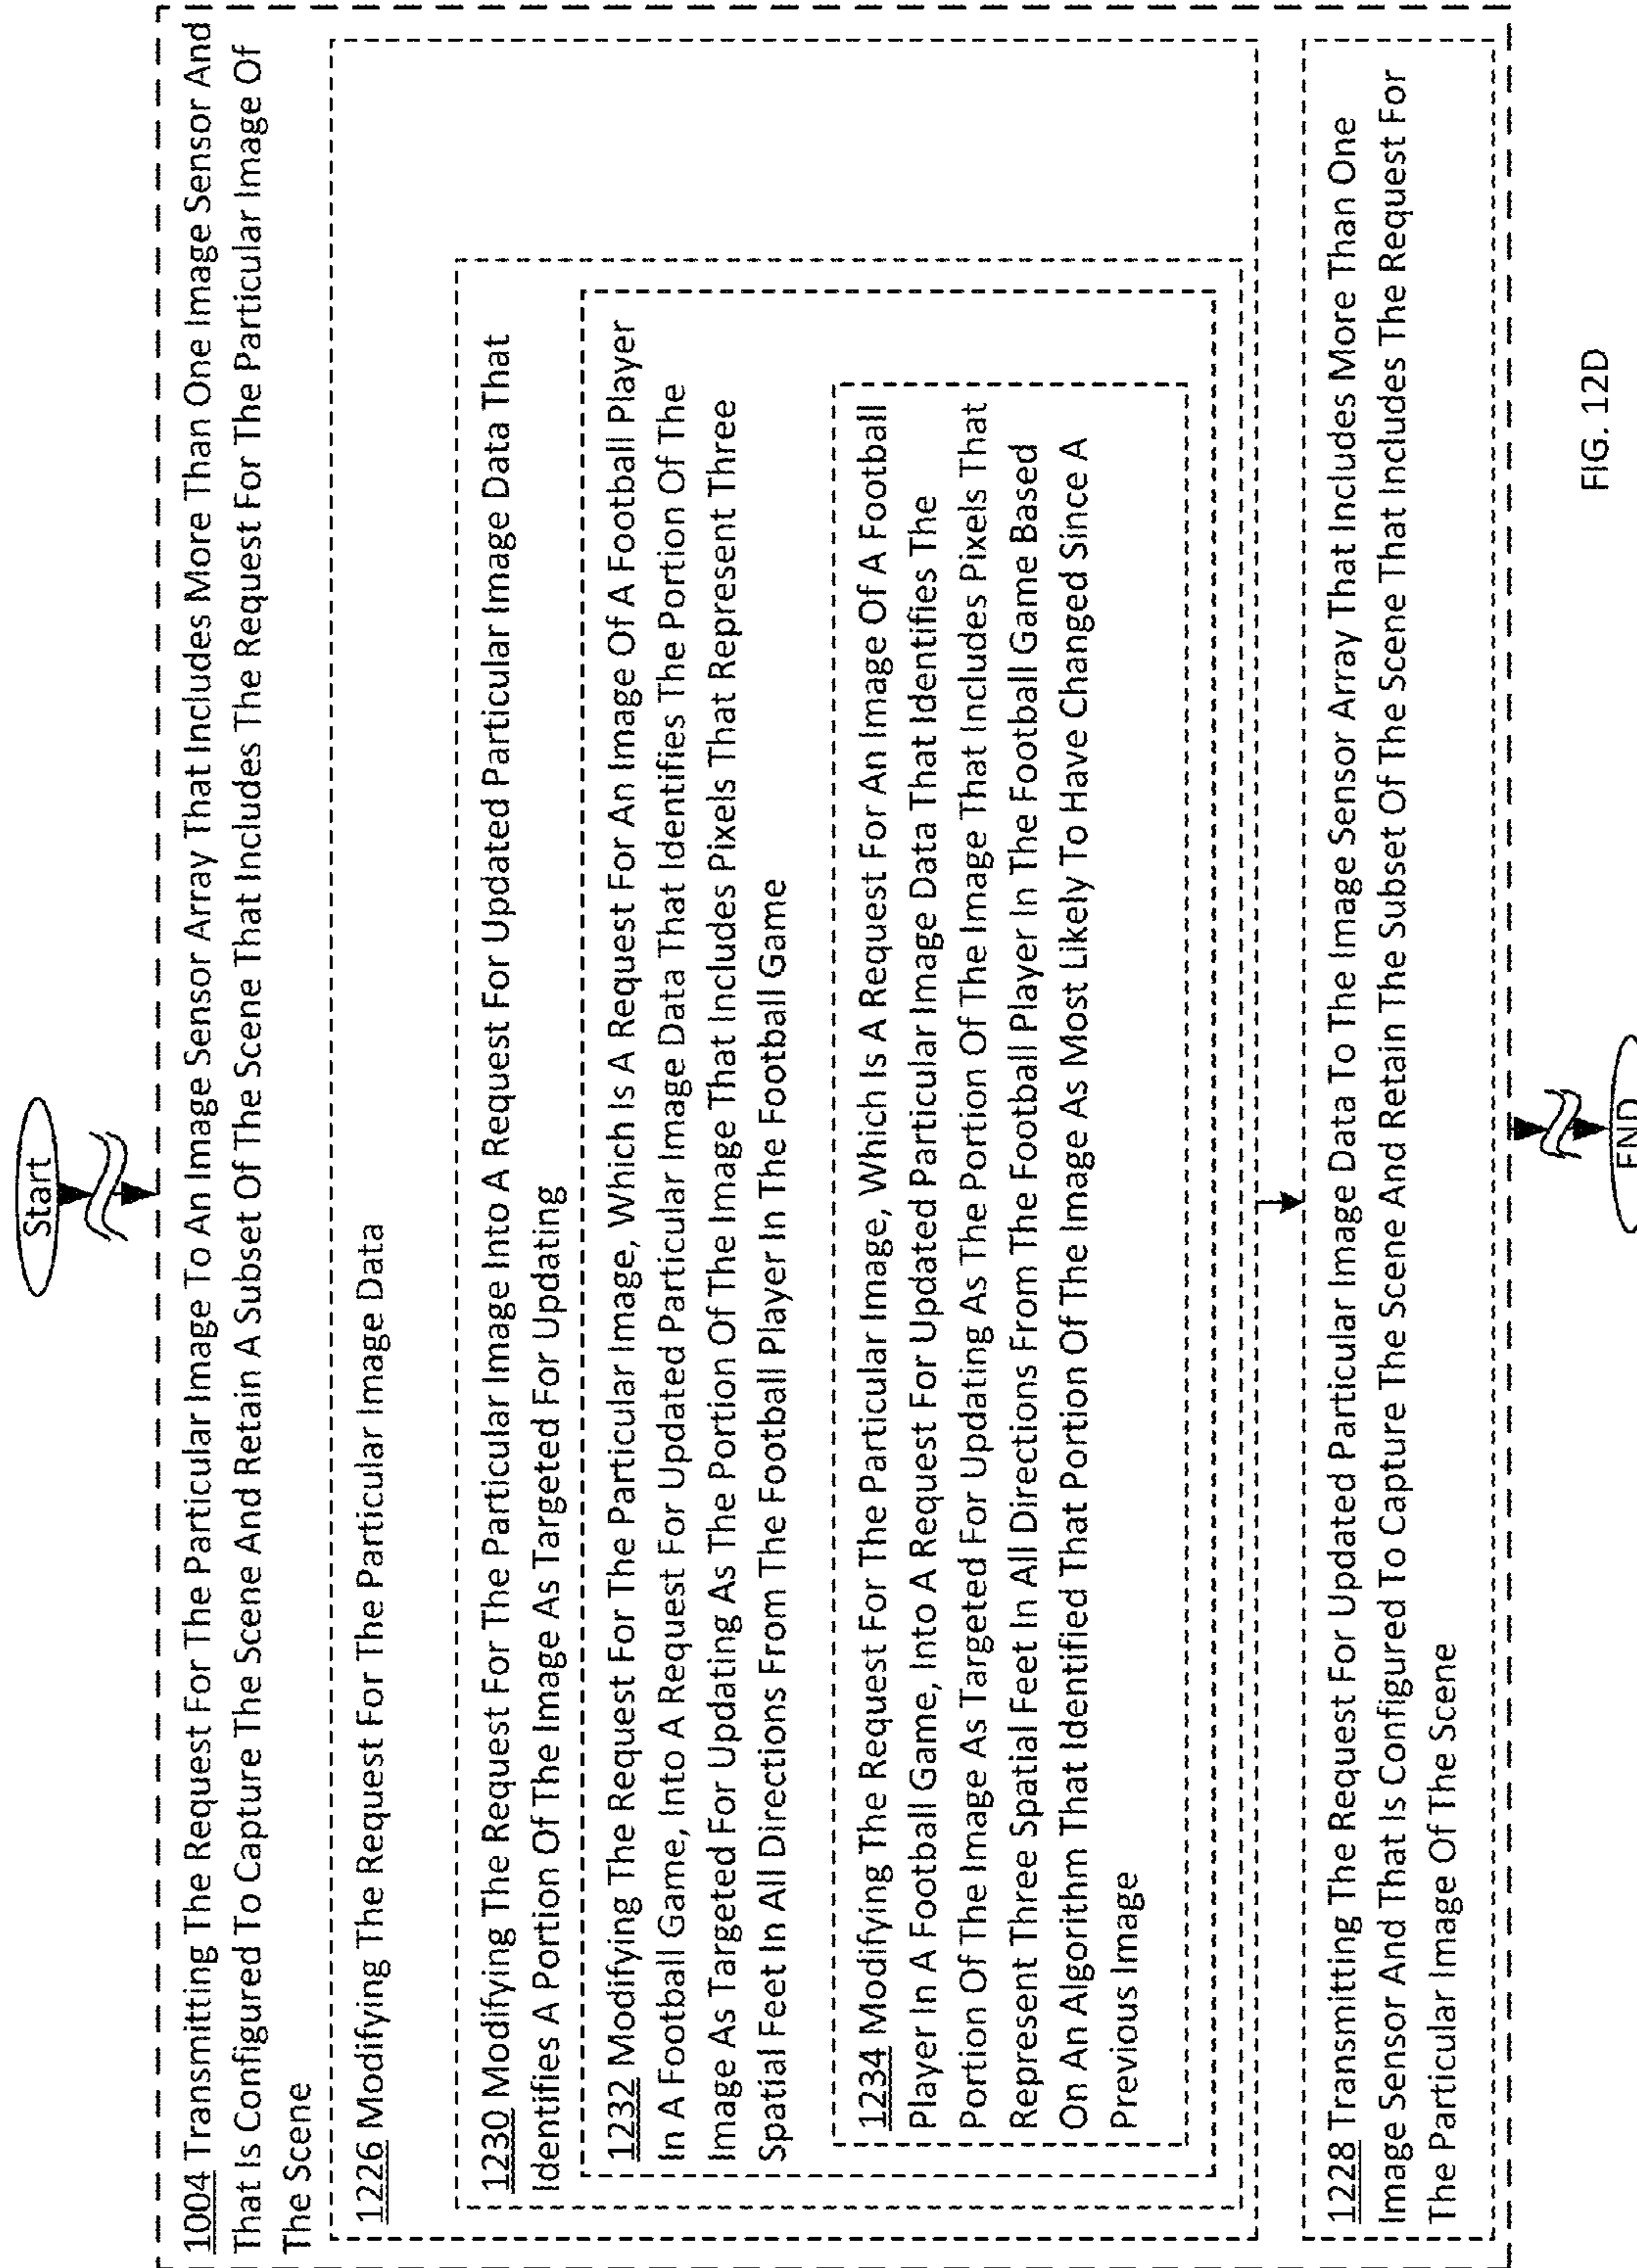 Start
1004 Transmitting The Request For The Particular Image To An Image Sensor Array That Includes More Than One Image Sensor And
That Is Configured To Capture The Scene And Retain A Subset Of The Scene That Includes The Request For The Particular Image Of
The Scene
1226 Modifying The Request For The Particular Image Data
1230 Modifying The Request For The Particular Image Into A Request For Updated Particular Image Data That
Identifies A Portion Of The Image As Targeted For Updating
1232 Modifying The Request For The Particular Image, Which Is A Request For An Image Of A Football Player
In A Football Game, Into A Request For Updated Particular Image Data That Identifies The Portion Of The
Image As Targeted For Updating As The Portion Of The Image That Includes Pixels That Represent Three
Spatial Feet In All Directions From The Football Player In The Football Game
1234 Modifying The Request For The Particular Image, Which Is A Request For An Image Of A Football
Player In A Football Game, Into A Request For Updated Particular Image Data That Identifies The
Portion Of The Image As Targeted For Updating As The Portion Of The Image That Includes Pixels That
Represent Three Spatial Feet In All Directions From The Football Player In The Football Game Based
On An Algorithm That Identified That Portion Of The Image As Most Likely To Have Changed Since A
Previous Image
1228 Transmitting The Request For Updated Particular Image Data To The Image Sensor Array That Includes More Than One
Image Sensor And That Is Configured To Capture The Scene And Retain The Subset Of The Scene That Includes The Request For
The Particular Image Of The Scene
END
FIG. 12D